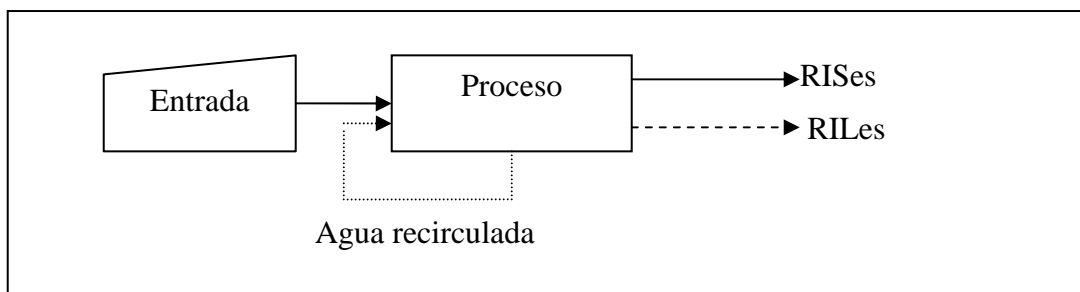 Entrada
Proceso
RISes
RILes
Agua recirculada